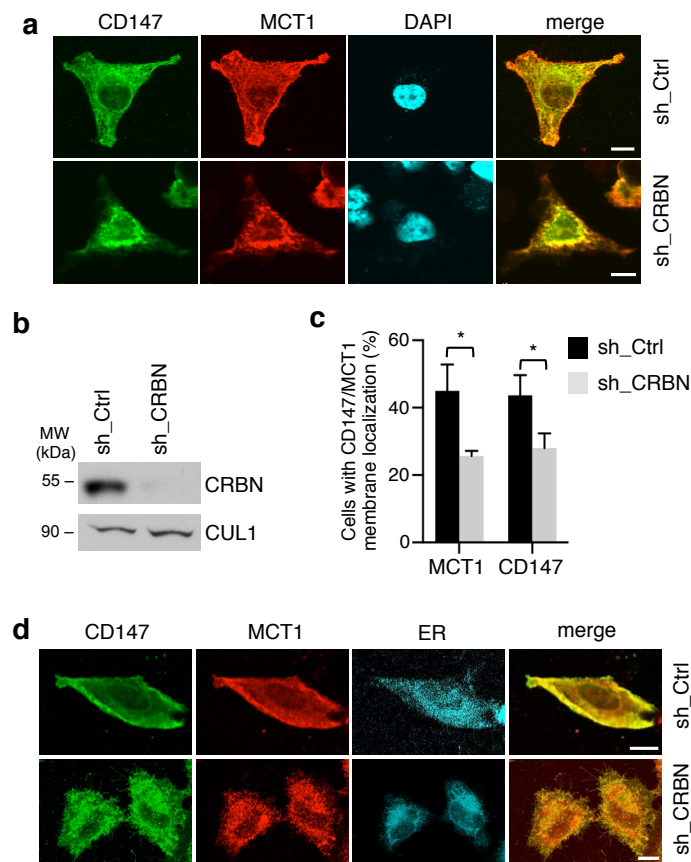 a
CD147 MCT1 DAPI merge
sh_Ctrl
sh_CRBN
b
sh_Ctrl
sh_CRBN
MW
(kDa)
55 –
CRBN
90 –
CUL1
c
Cells with CD147/MCT1
membrane localization (%)
60
40
20
0
* *
MCT1 CD147
sh_Ctrl
sh_CRBN
d
CD147 MCT1 ER merge
sh_Ctrl
sh_CRBN